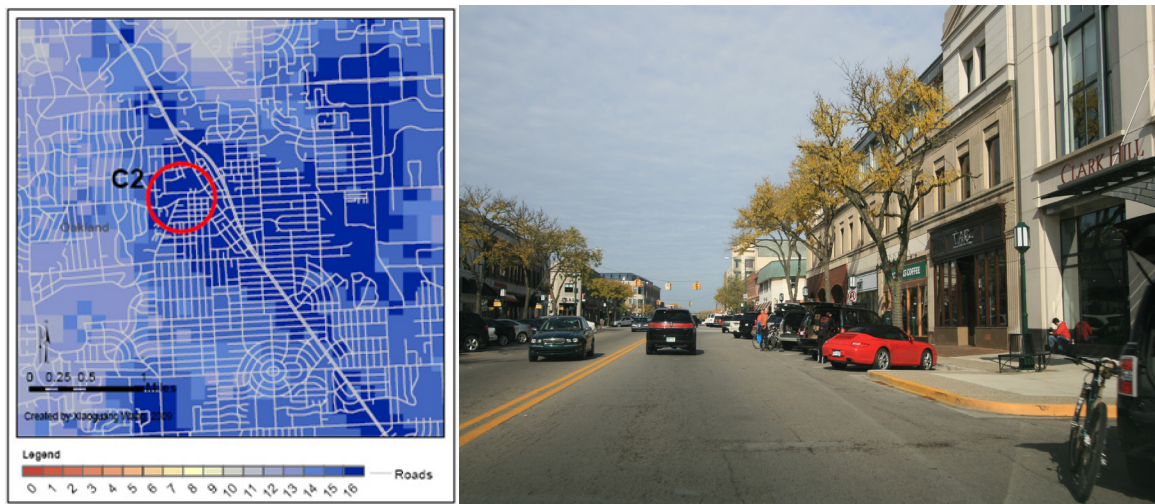 C2
Oakland
0 0.25 0.5 1
Miles
Created by Xiaoguang Wang 2009
Legend
0 1 2 3 4 5 6 7 8 9 10 11 12 13 14 15 16
Roads
CLARK HILL
COFFEE